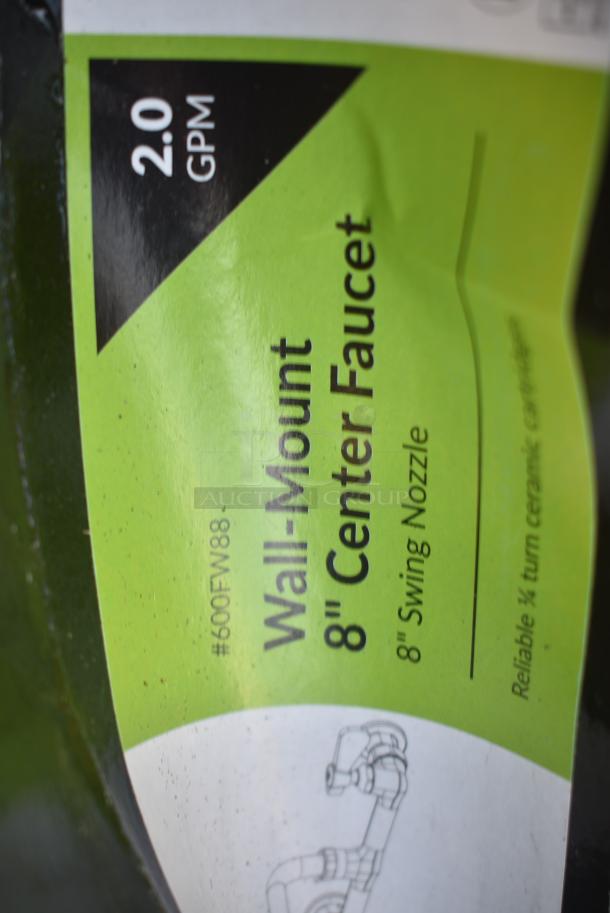 2.0
GPM
#600FW88
Wall-Mount
8" Center Faucet
8" Swing Nozzle
Reliable ¼ turn ceramic cartridges
AUCTION GROUP